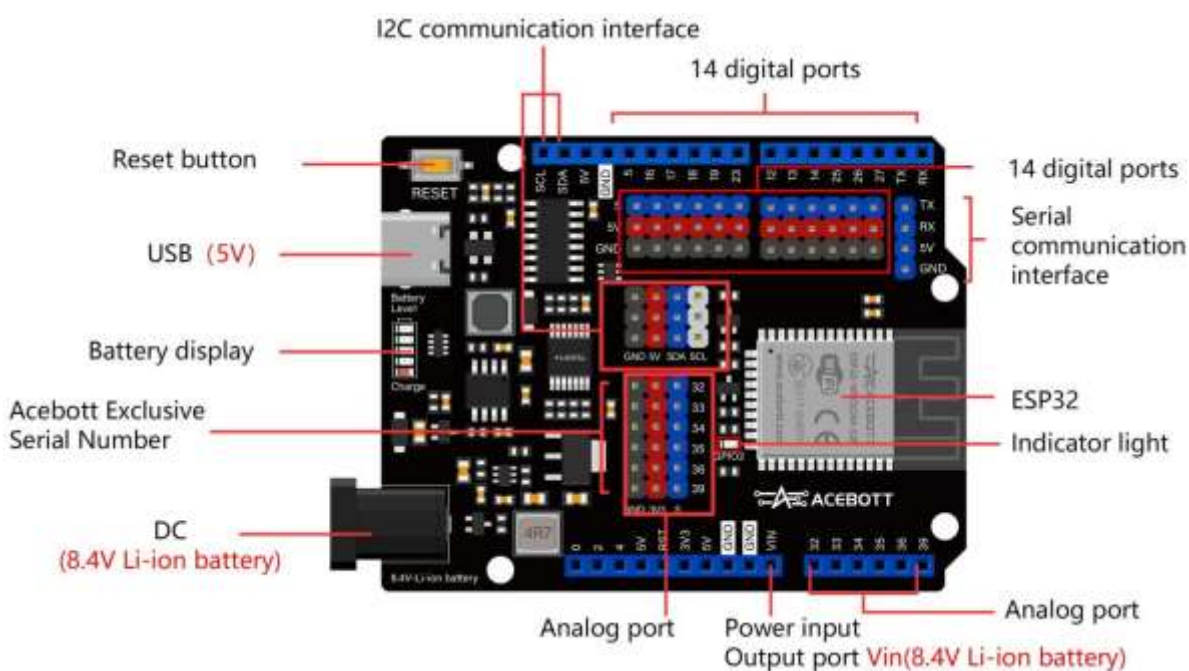 I2C communication interface
14 digital ports
Reset button
RESET
SCL
SDA
5V
GND
5
16
17
18
19
23
12
13
14
25
26
27
TX
RX
14 digital ports
5V
GND
TX
RX
5V
GND
Serial
communication
interface
USB (5V)
Battery
Level
Battery display
Charge
GND 5V SDA SCL
Acebott Exclusive
Serial Number
32
33
34
35
36
39
GND 3V3 S
ESP32
Indicator light
ACEBOTT
DC
(8.4V Li-ion battery)
4R7
8.4V-Li-ion battery
0
2
4
5V
RST
3V3
5V
GND
GND
VIN
32
33
34
35
36
39
Analog port
Power input
Output port Vin(8.4V Li-ion battery)
Analog port